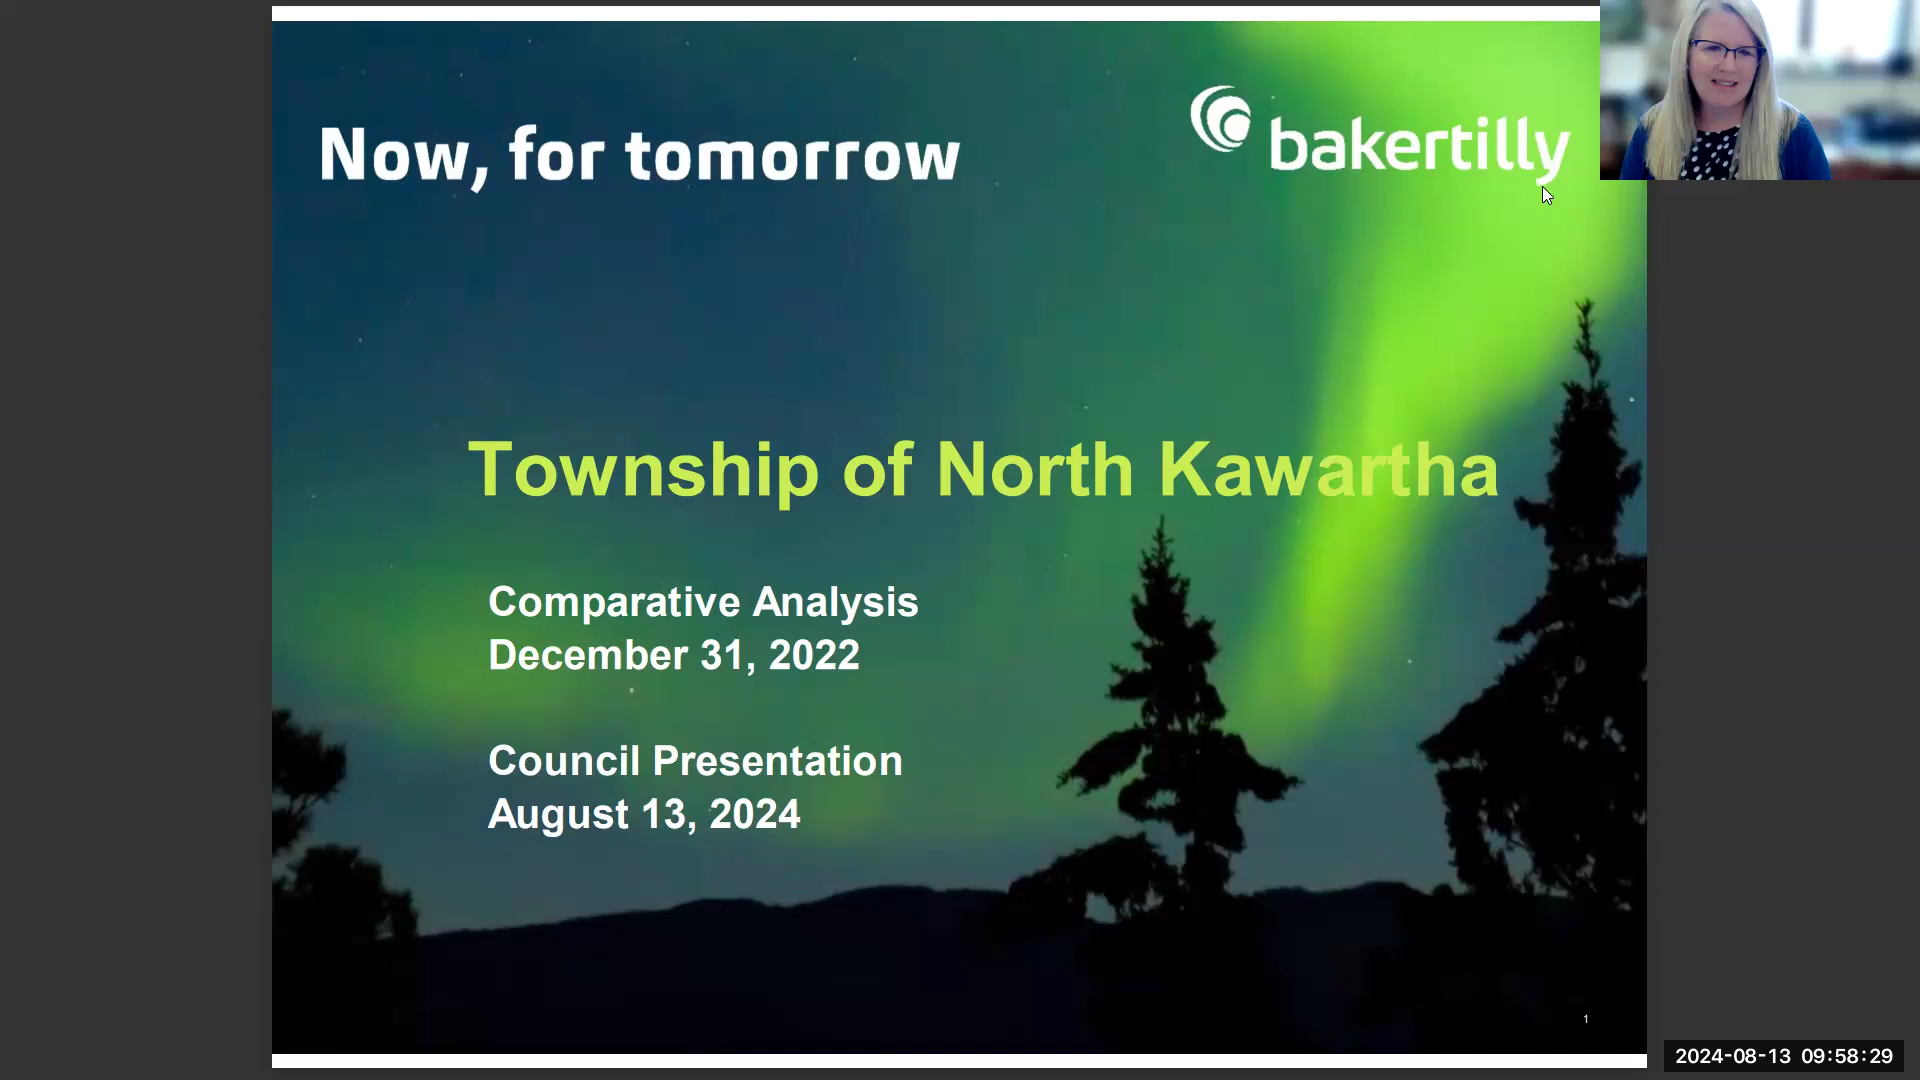 Now, for tomorrow
bakertilly
Township of North Kawartha
Comparative Analysis
December 31, 2022
Council Presentation
August 13, 2024
1
2024-08-13 09:58:29